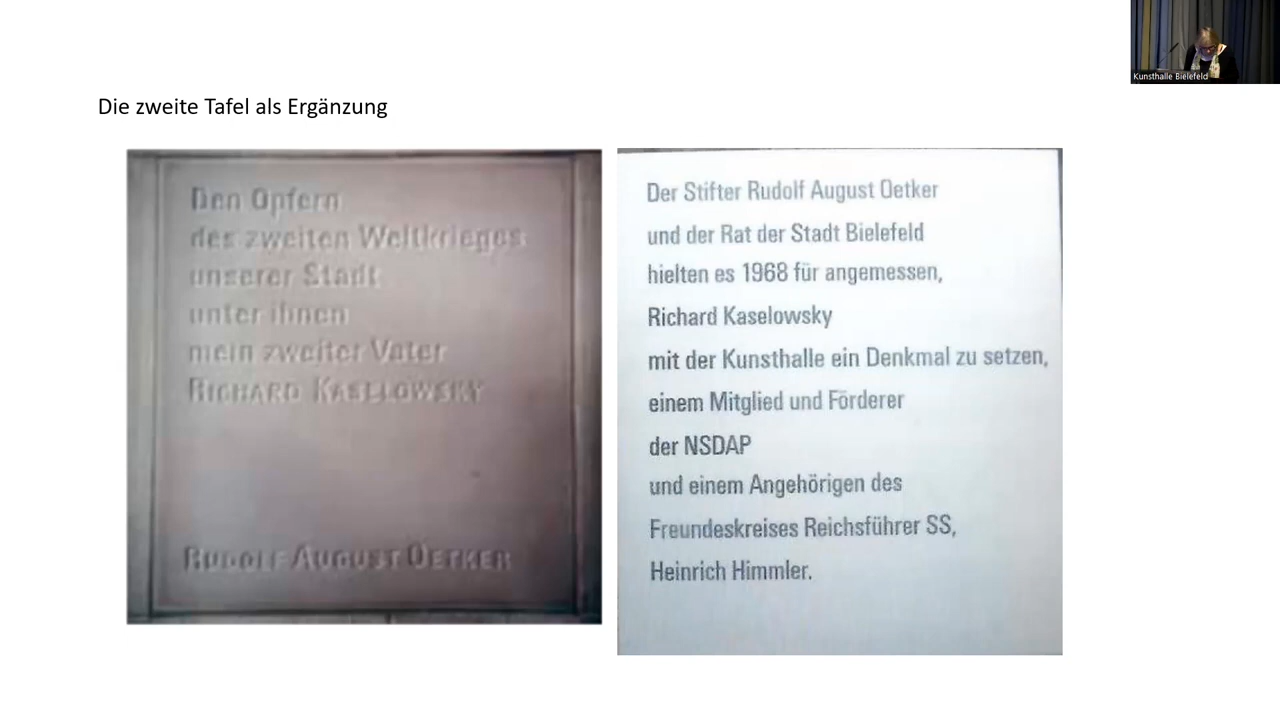 Kunsthalle Bielefeld
Die zweite Tafel als Ergänzung
Den Opfern
des zweiten Weltkrieges
unserer Stadt
unter ihnen
mein zweiter Vater
RICHARD KASELOWSKY
RUDOLF AUGUST OETKER
Der Stifter Rudolf August Oetker
und der Rat der Stadt Bielefeld
hielten es 1968 für angemessen,
Richard Kaselowsky
mit der Kunsthalle ein Denkmal zu setzen,
einem Mitglied und Förderer
der NSDAP
und einem Angehörigen des
Freundeskreises Reichsführer SS,
Heinrich Himmler.